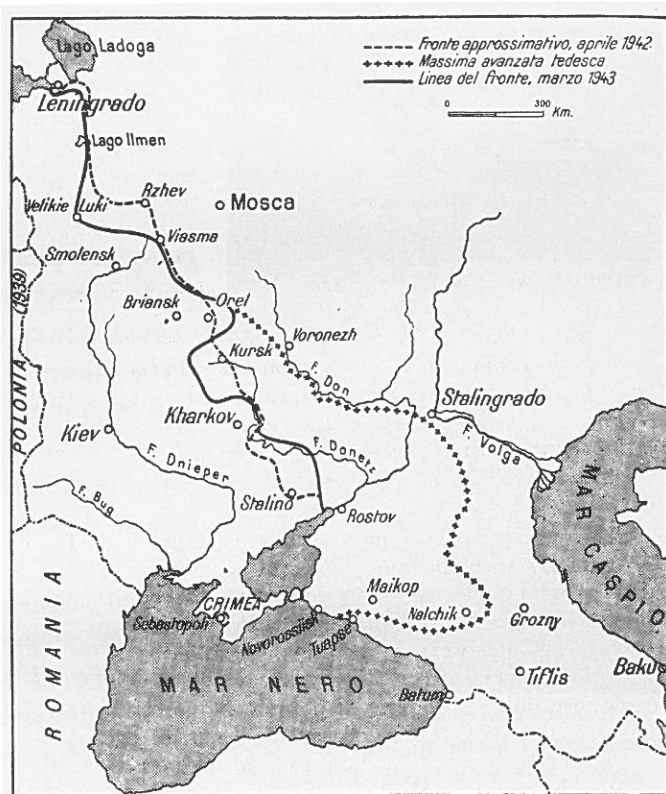 Lago Ladoga
Fronte approssimativo, aprile 1942.
Massima avanzata tedesca
Linea del Fronte, marzo 1943
0 300
Km.
Leningrado
Lago Ilmen
Rzhev
Mosca
Velikie Luki
Viasma
Smolensk
POLONIA (1939)
Briansk
Orel
Voronezh
Kursk
F. Don
Stalingrado
Kharkov
Kiev
F. Volga
F. Donetz
F. Dnieper
F. Bug
Stalino
Rostov
MAR CASPIO
ROMANIA
CRIMEA
Maikop
Sebastopoli
Novorossiisk
Nalchik
Grozny
Tuapse
MAR NERO
Tiflis
Baku
Batum